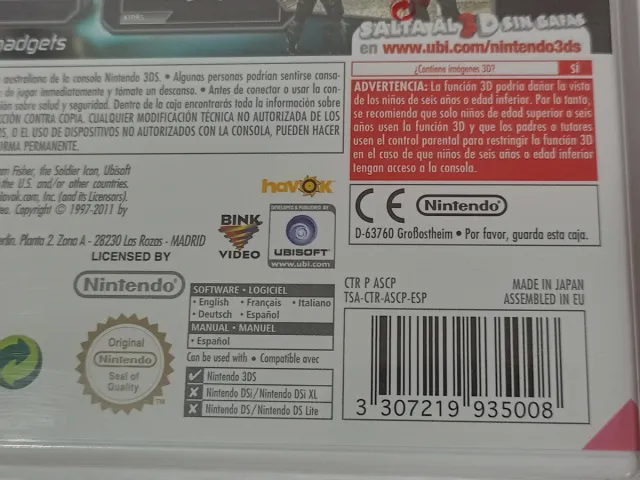 SALTA AL 3D SIN GAFAS
en www.ubi.com/nintendo3ds
adgets
¿Contiene imágenes 3D? SÍ
australiana de la consola Nintendo 3DS. • Algunas personas podrían sentirse
de jugar inmediatamente y tómate un descanso. • Antes de conectar o usar la
sobre salud y seguridad. Dentro de la caja encontrarás toda la información sobre
CONTRA COPIA. CUALQUIER MODIFICACIÓN TÉCNICA NO AUTORIZADA DE LOS
O EL USO DE DISPOSITIVOS NO AUTORIZADOS CON LA CONSOLA, PUEDEN HACER
FORMA PERMANENTE.
ADVERTENCIA: La función 3D podría dañar la vista
de los niños de seis años o edad inferior. Por lo tanto,
se recomienda que solo niños de edad superior a seis
años usen la función 3D y que los padres o tutores
usen el control parental para restringir la función 3D
en el caso de que niños de seis años o edad inferior
tengan acceso a la consola.
Fisher, the Soldier Icon, Ubisoft
the U.S. and/or other countries.
Inc. (and its Licensors).
Copyright © 1997-2011 by
Planta 2. Zona A - 28230 Las Rozas - MADRID
havok
BINK
VIDEO
DEVELOPED & PUBLISHED BY
UBISOFT
www.ubi.com
CE Nintendo
D-63760 Großostheim • Por favor, guarda esta caja.
LICENSED BY
Nintendo
Original
Nintendo
Seal of
Quality
TM
SOFTWARE • LOGICIEL
• English • Français • Italiano
• Deutsch • Español
MANUAL • MANUEL
• Español
Can be used with • Compatible avec
Nintendo 3DS
Nintendo DSi/Nintendo DSi XL
Nintendo DS/Nintendo DS Lite
CTR P ASCP
TSA-CTR-ASCP-ESP
MADE IN JAPAN
ASSEMBLED IN EU
3 307219 935008